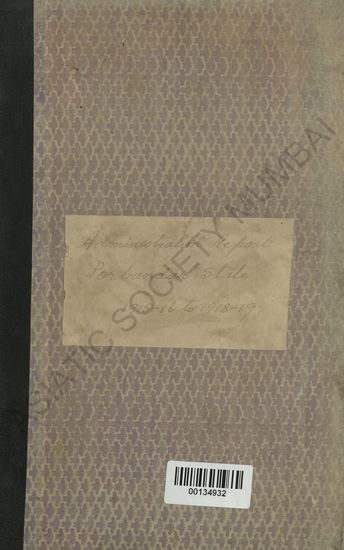 Administration Report
Porbandar State
1915-16 to 1918-19
ASIATIC SOCIETY MUMBAI
00134932